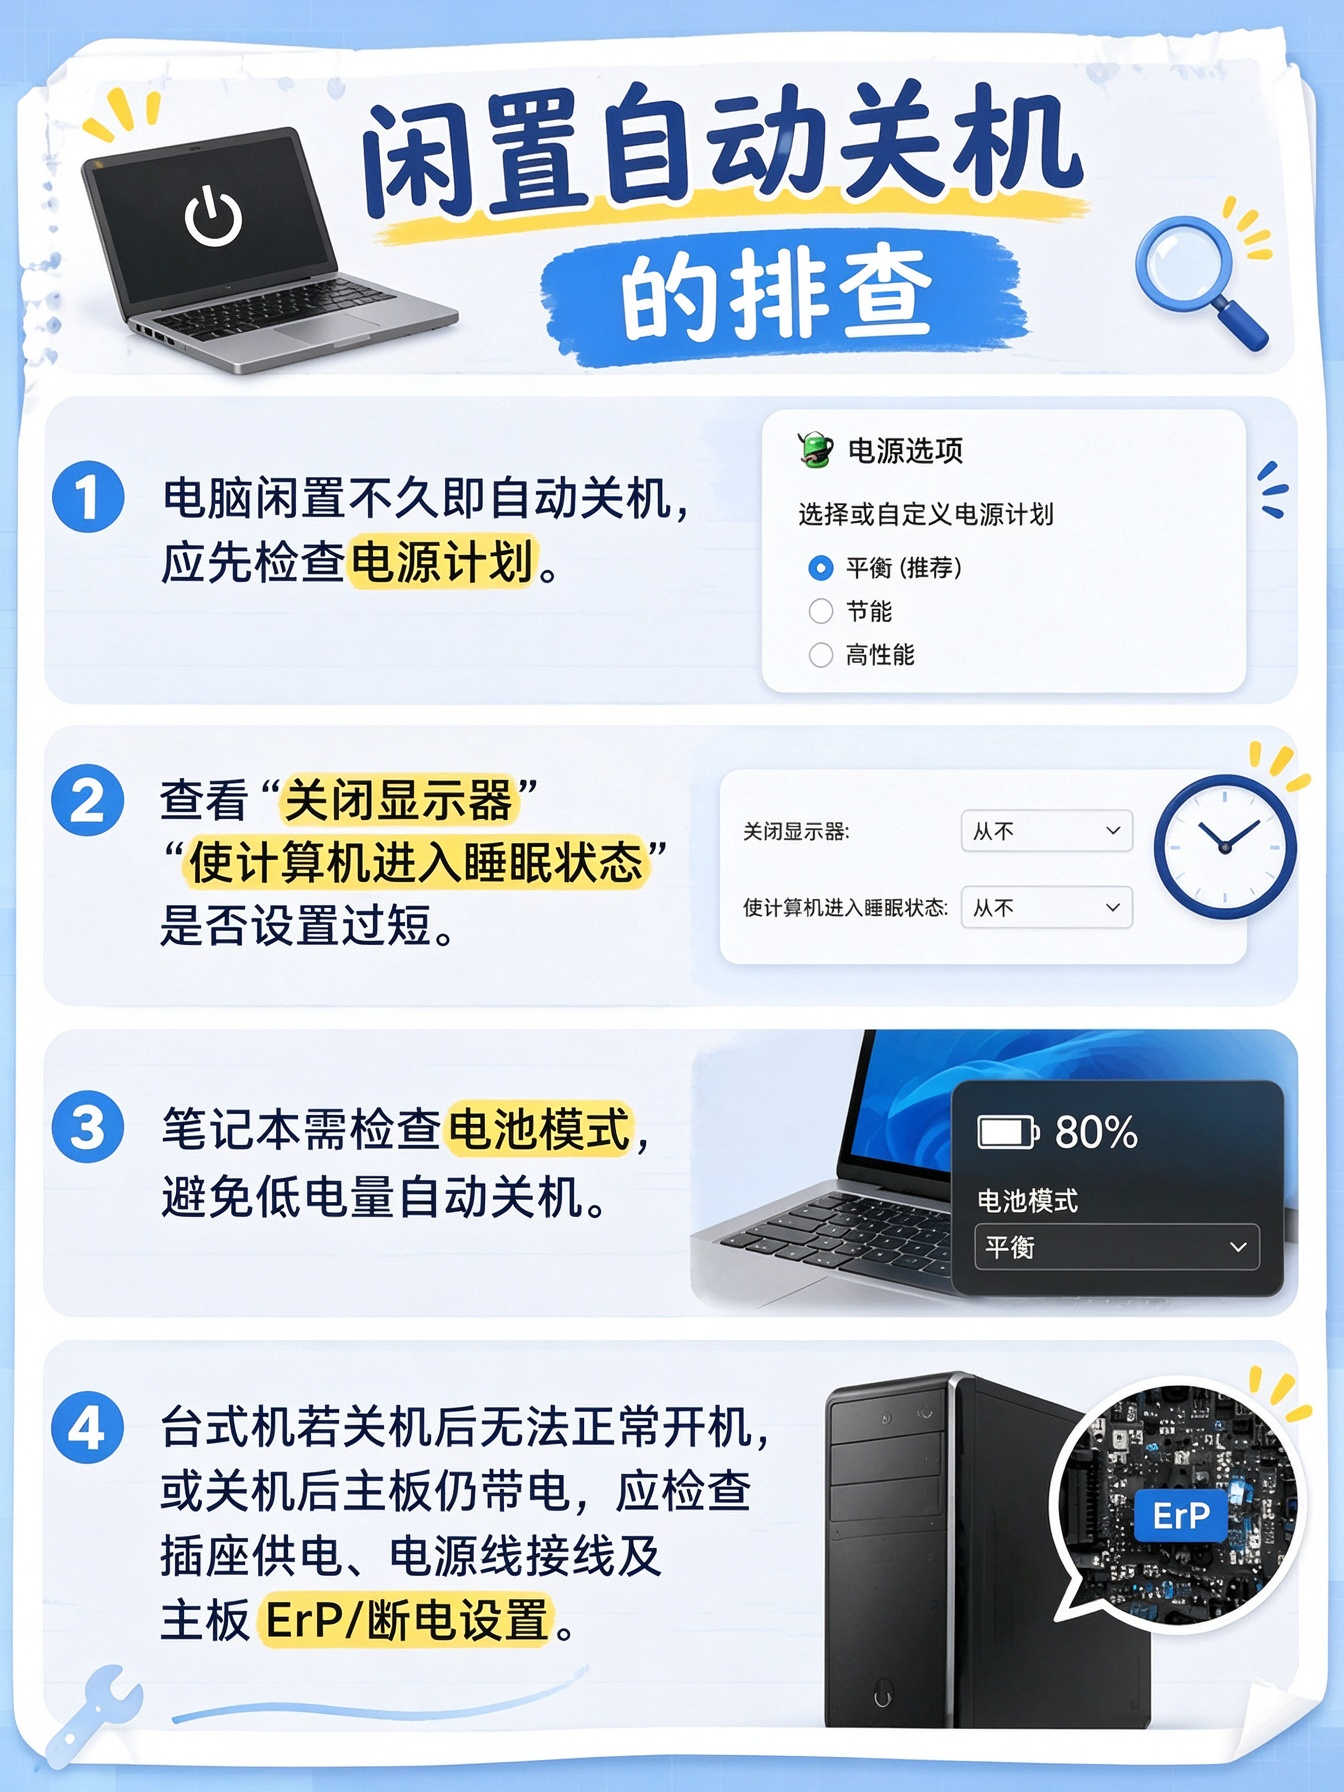 闲置自动关机
的排查
1
电脑闲置不久即自动关机，
应先检查电源计划。
电源选项
选择或自定义电源计划
平衡 (推荐)
节能
高性能
2
查看“关闭显示器”
“使计算机进入睡眠状态”
是否设置过短。
关闭显示器: 从不
使计算机进入睡眠状态: 从不
3
笔记本需检查电池模式，
避免低电量自动关机。
80%
电池模式
平衡
4
台式机若关机后无法正常开机，
或关机后主板仍带电，应检查
插座供电、电源线接线及
主板 ErP/断电设置。
ErP